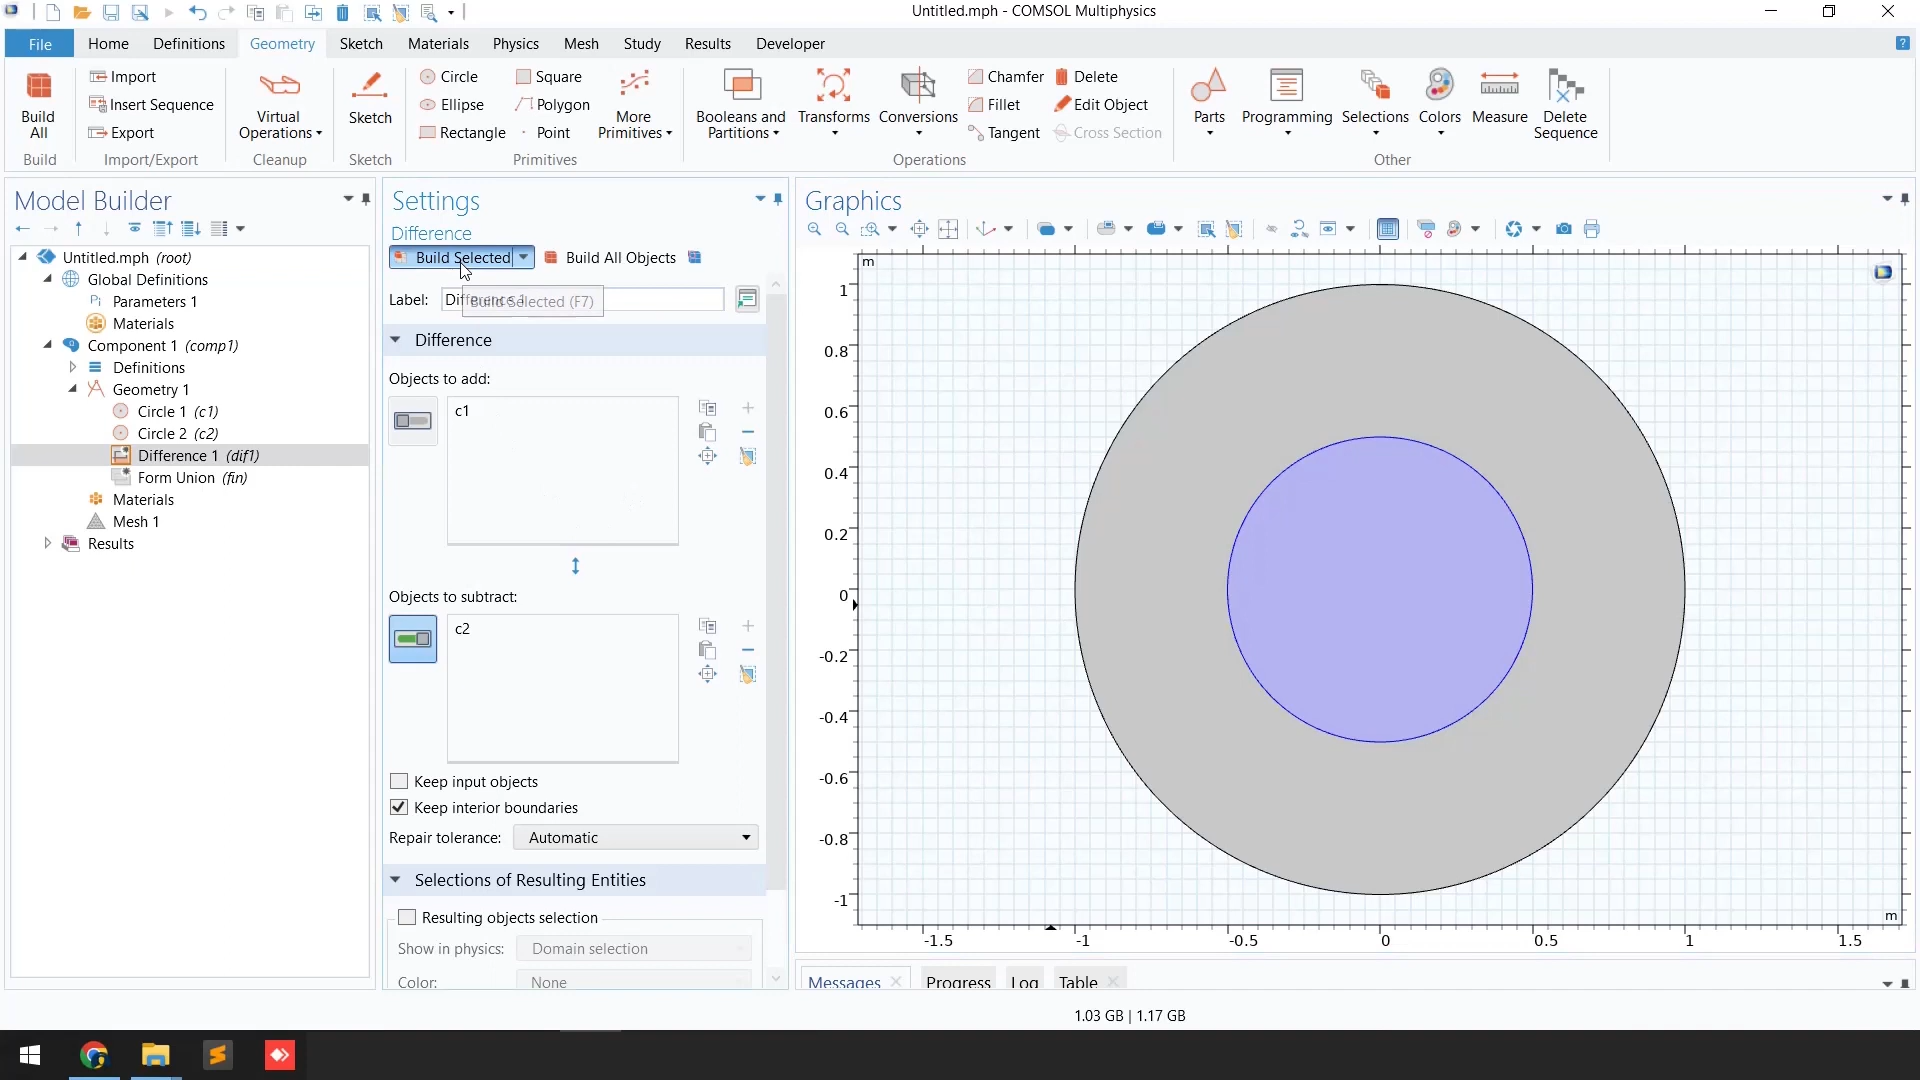 Untitled.mph - COMSOL Multiphysics
File Home Definitions Geometry Sketch Materials Physics Mesh Study Results Developer
Build All
Build
Import
Insert Sequence
Export
Import/Export
Virtual Operations
Cleanup
Sketch
Sketch
Circle
Ellipse
Rectangle
Square
Polygon
Point
More Primitives
Primitives
Booleans and Partitions
Transforms
Conversions
Chamfer
Fillet
Tangent
Delete
Edit Object
Cross Section
Operations
Parts
Programming
Selections
Colors
Measure
Delete Sequence
Other
Model Builder
Untitled.mph (root)
Global Definitions
Pi Parameters 1
Materials
Component 1 (comp1)
Definitions
Geometry 1
Circle 1 (c1)
Circle 2 (c2)
Difference 1 (dif1)
Form Union (fin)
Materials
Mesh 1
Results
Settings
Difference
Build Selected
Build All Objects
Label:
Build Selected (F7)
Difference
Objects to add:
c1
Objects to subtract:
c2
Keep input objects
Keep interior boundaries
Repair tolerance: Automatic
Selections of Resulting Entities
Resulting objects selection
Show in physics: Domain selection
Color: None
Graphics
m
1
0.8
0.6
0.4
0.2
0
-0.2
-0.4
-0.6
-0.8
-1
m
-1.5 -1 -0.5 0 0.5 1 1.5
Messages Progress Log Table
1.03 GB | 1.17 GB